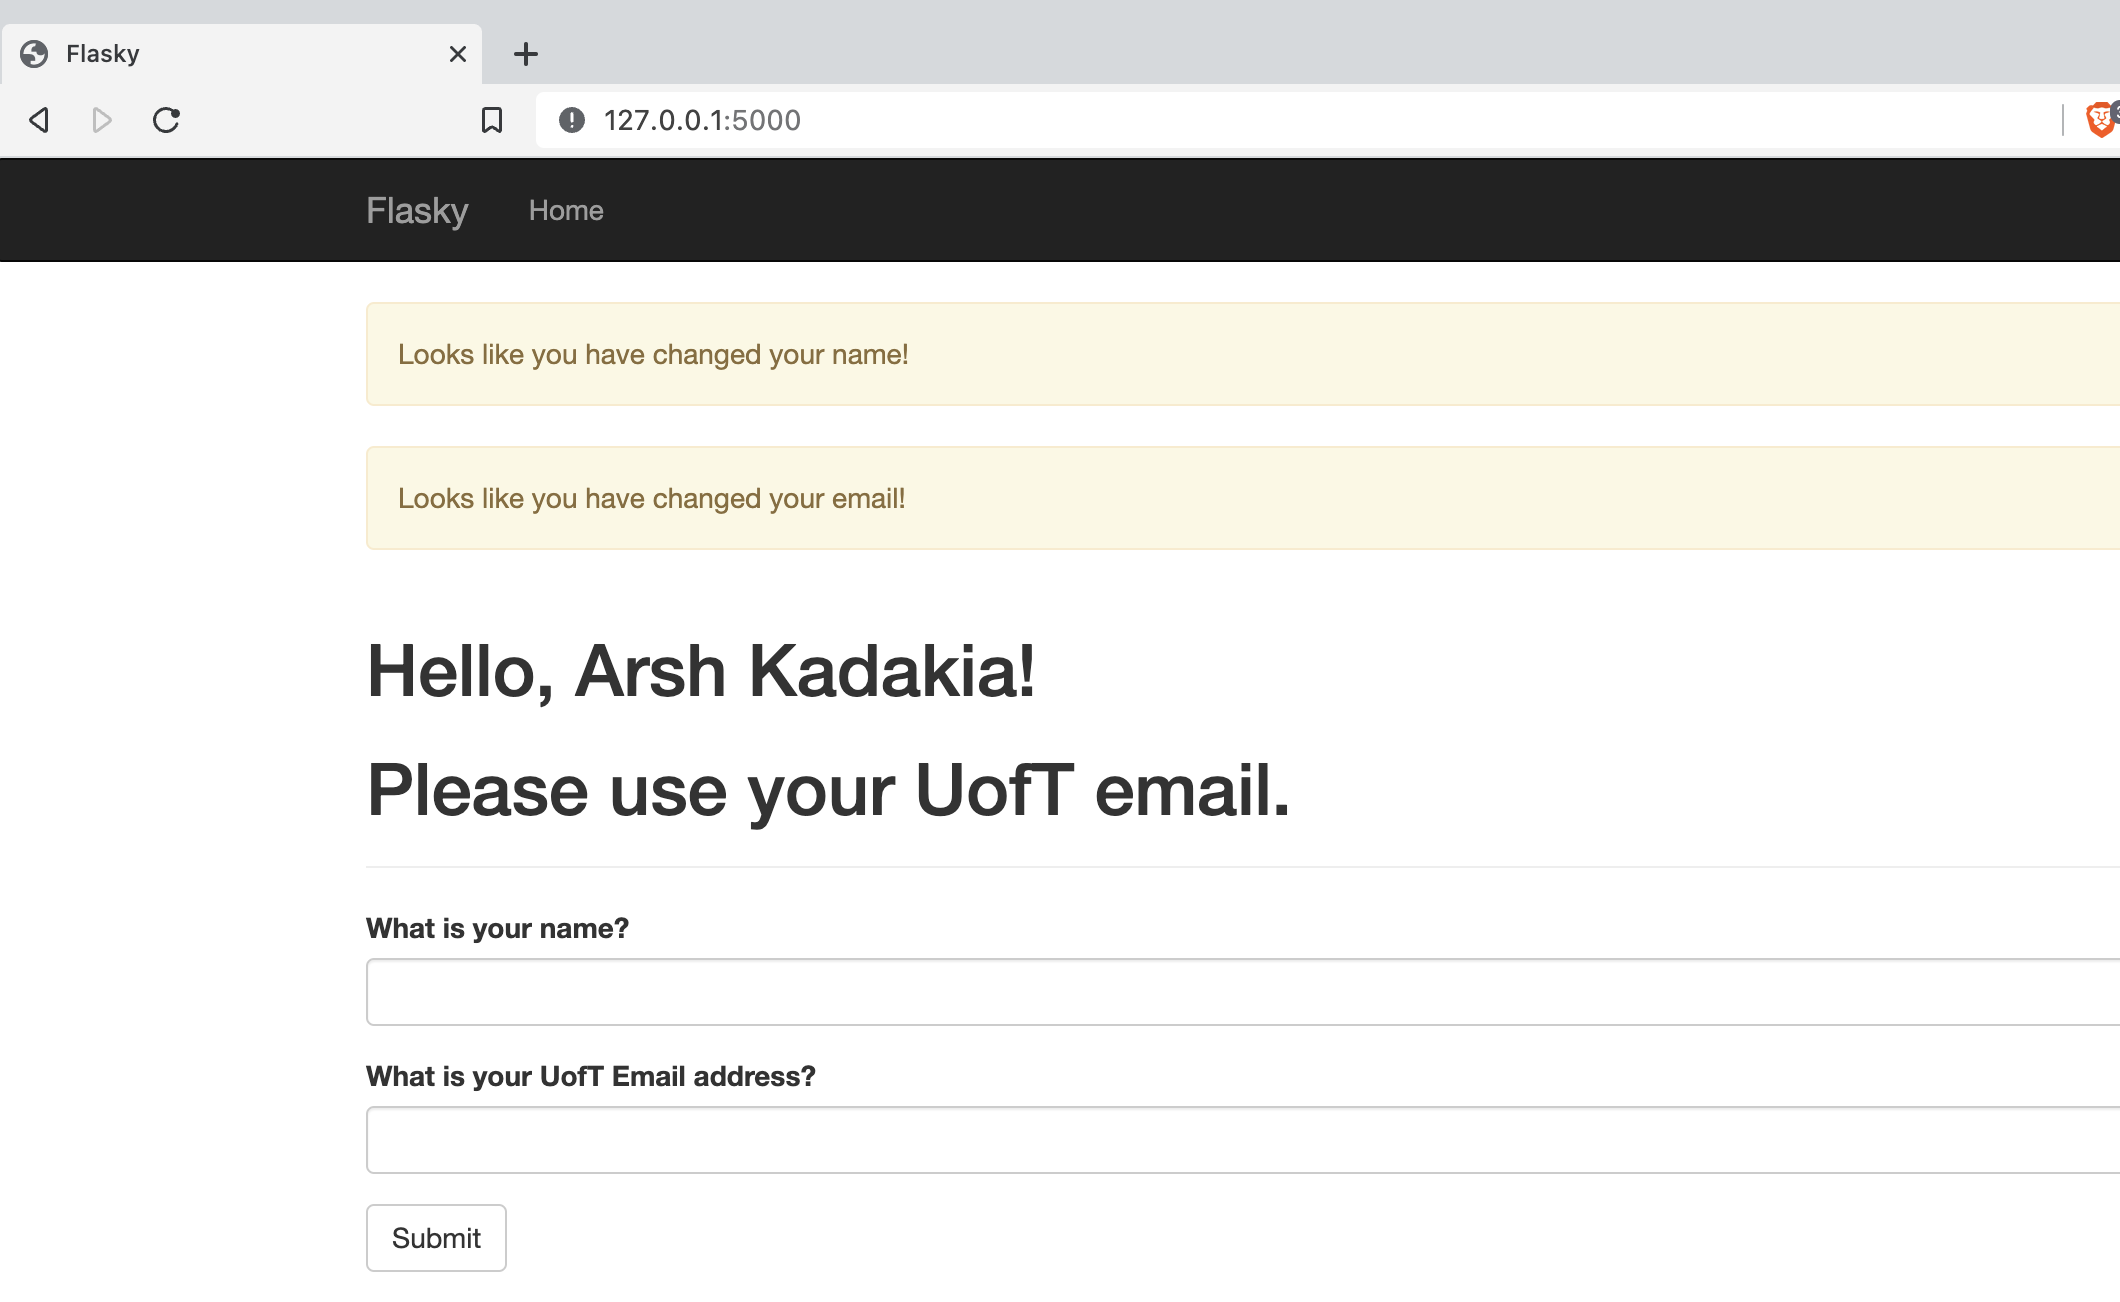 Flasky
127.0.0.1:5000
Flasky Home
Looks like you have changed your name!
Looks like you have changed your email!
Hello, Arsh Kadakia!
Please use your UofT email.
What is your name?
What is your UofT Email address?
Submit